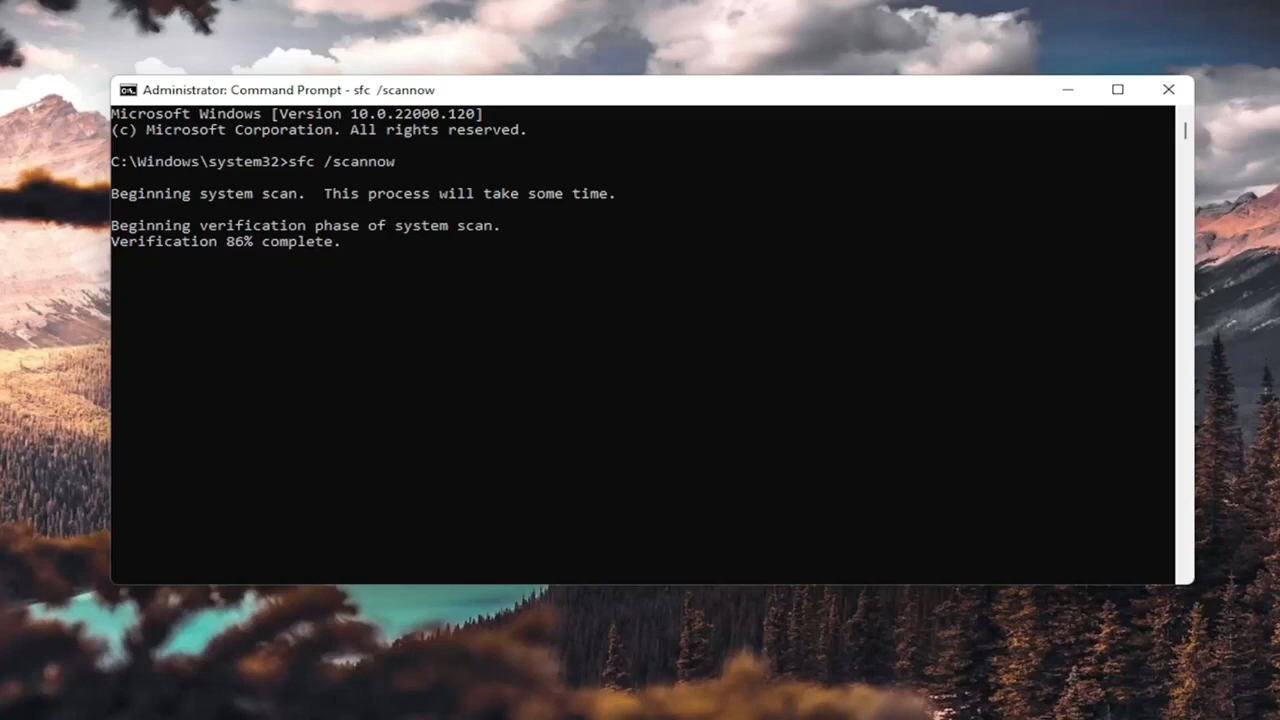 Administrator: Command Prompt - sfc  /scannow
Microsoft Windows [Version 10.0.22000.120]
(c) Microsoft Corporation. All rights reserved.
C:\Windows\system32>sfc /scannow
Beginning system scan.  This process will take some time.
Beginning verification phase of system scan.
Verification 86% complete.